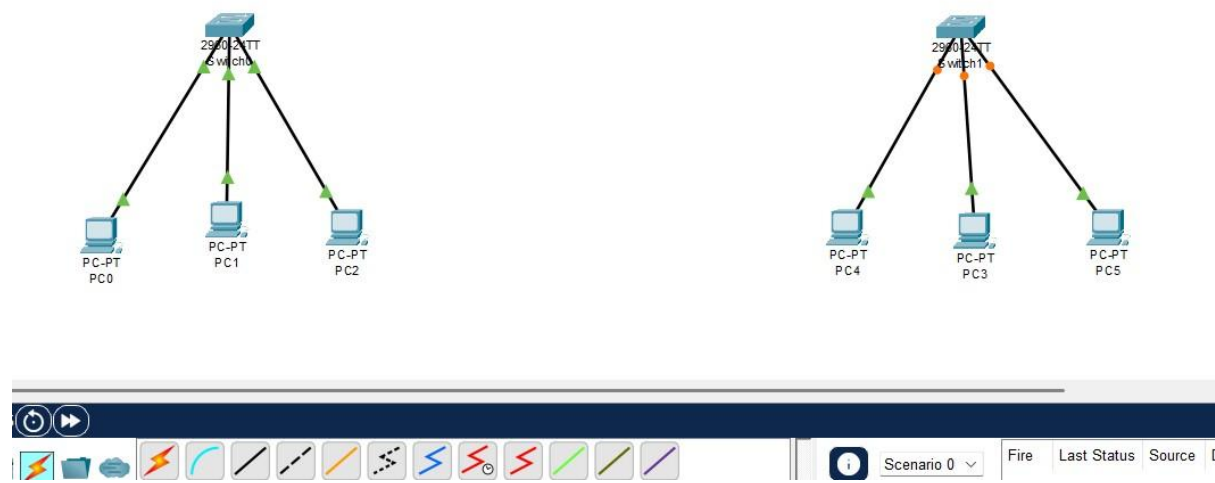 2960-24TT
Switch0
2960-24TT
Switch1
PC-PT
PC0
PC-PT
PC1
PC-PT
PC2
PC-PT
PC4
PC-PT
PC3
PC-PT
PC5
Scenario 0
Fire Last Status Source